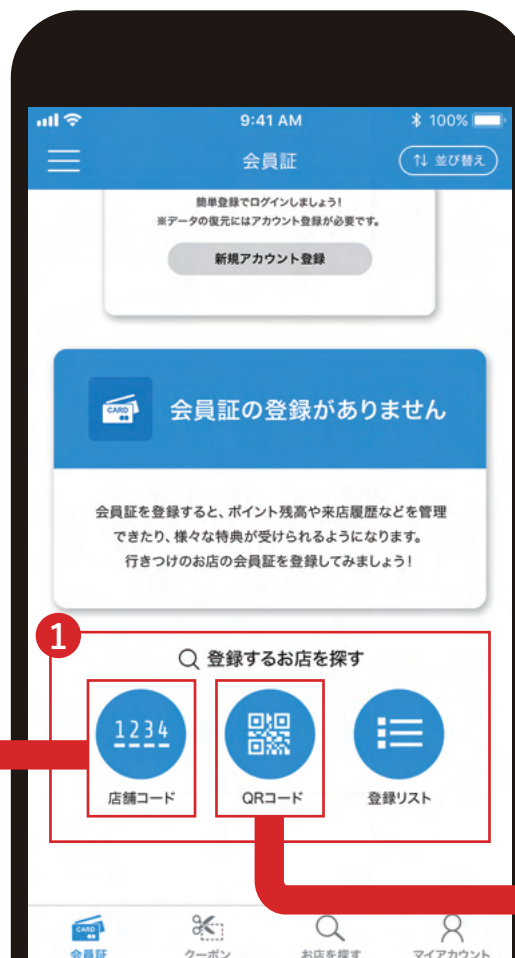 9:41 AM
100%
会員証
並び替え
簡単登録でログインしましょう!
※データの復元にはアカウント登録が必要です。
新規アカウント登録
CARD
会員証の登録がありません
会員証を登録すると、ポイント残高や来店履歴などを管理
できたり、様々な特典が受けられるようになります。
行きつけのお店の会員証を登録してみましょう!
1
登録するお店を探す
1234
店舗コード
QRコード
登録リスト
CARD
会員証
クーポン
お店を探す
マイアカウント